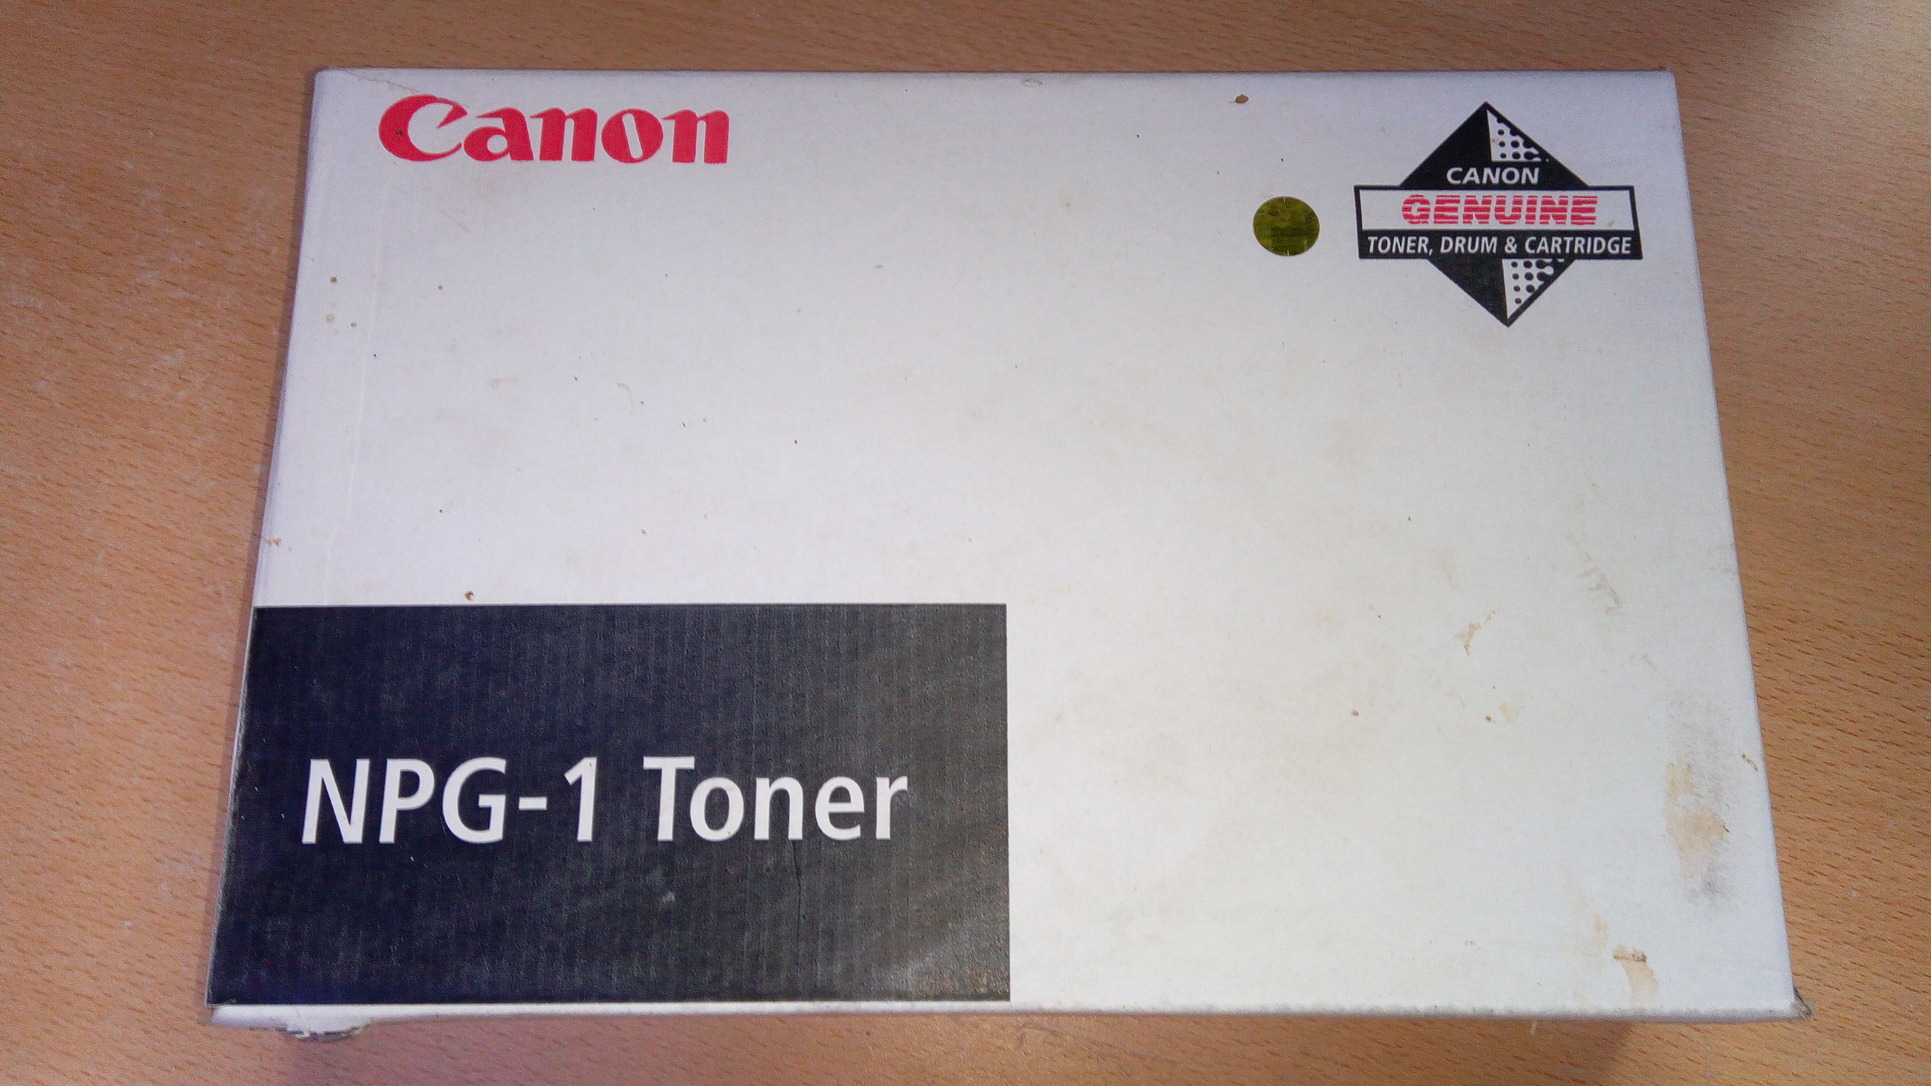 Canon
CANON
GENUINE
TONER, DRUM & CARTRIDGE
NPG-1 Toner